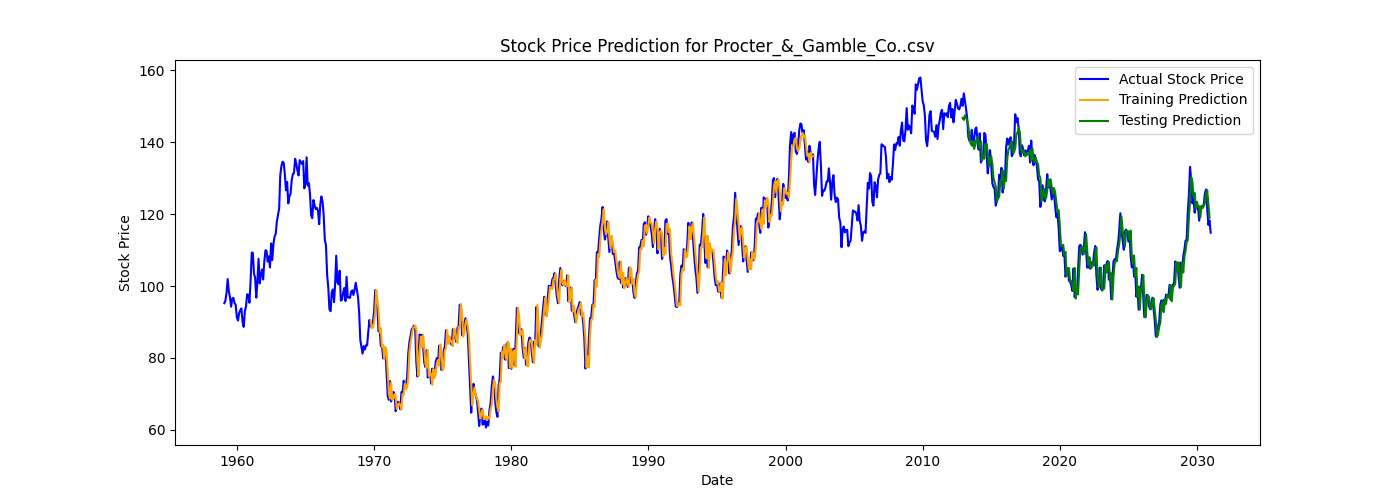 Stock Price Prediction for Procter_&_Gamble_Co..csv
Actual Stock Price
Training Prediction
Testing Prediction
Stock Price
160
140
120
100
80
60
1960 1970 1980 1990 2000 2010 2020 2030
Date